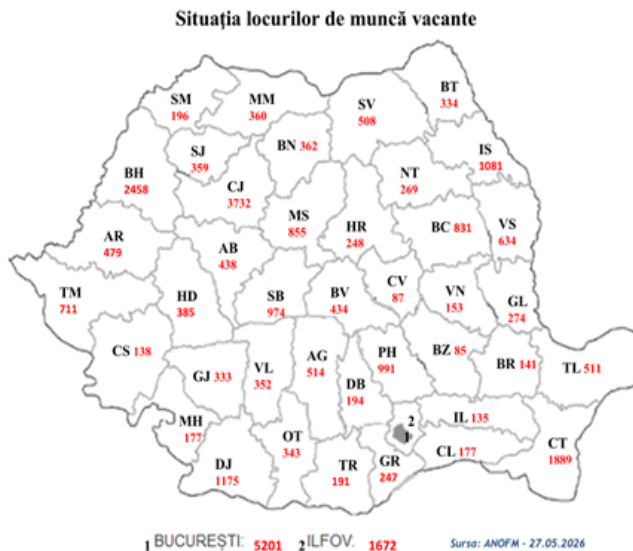 Situația locurilor de muncă vacante
SM
196
MM
360
SV
508
BT
334
SJ
359
BN 362
IS
1081
BH
2458
CJ
3732
NT
269
MS
855
HR
248
BC 831
VS
634
AR
479
AB
438
TM
711
HD
385
SB
974
BV
434
CV
87
VN
153
GL
274
CS 138
GJ 333
VL
352
AG
514
DB
194
PH
991
BZ 85
BR 141
TL 511
MH
177
DJ
1175
OT
343
TR
191
GR
247
2
1
IL 135
CL 177
CT
1889
1 BUCUREȘTI: 5201 2 ILFOV. 1672
Sursa: ANOFM - 27.05.2026